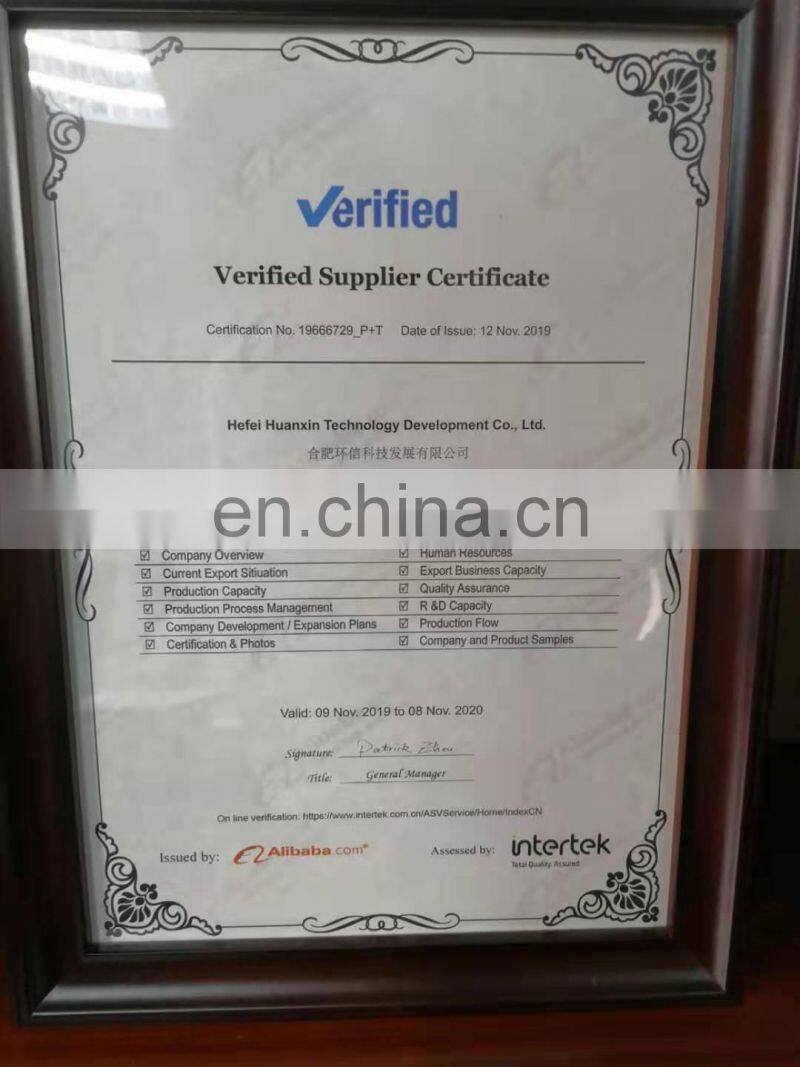 Verified
Verified Supplier Certificate
Certification No. 19666729_P+T Date of Issue: 12 Nov. 2019
Hefei Huanxin Technology Development Co., Ltd.
合肥环信科技发展有限公司
en.china.cn
☑ Company Overview ☑ Human Resources
☑ Current Export Sitiuation ☑ Export Business Capacity
☑ Production Capacity ☑ Quality Assurance
☑ Production Process Management ☑ R &D Capacity
☑ Company Development / Expansion Plans ☑ Production Flow
☑ Certification & Photos ☑ Company and Product Samples
Valid: 09 Nov. 2019 to 08 Nov. 2020
Signature: Patrick Zhou
Title: General Manager
On line verification: https://www.intertek.com.cn/ASVService/Home/IndexCN
Issued by: Alibaba.com® Assessed by: intertek
Total Quality. Assured.